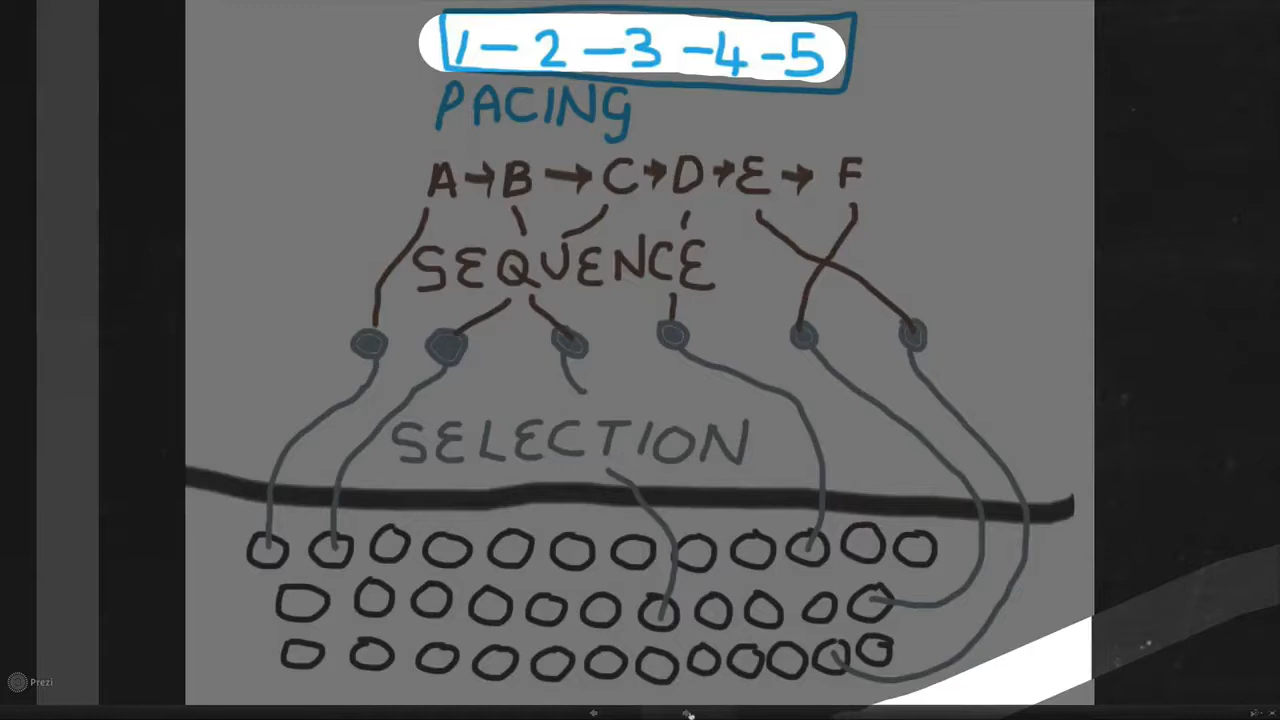 1-2-3-4-5
PACING
A→B→C→D→E→F
SEQUENCE
SELECTION
Prezi